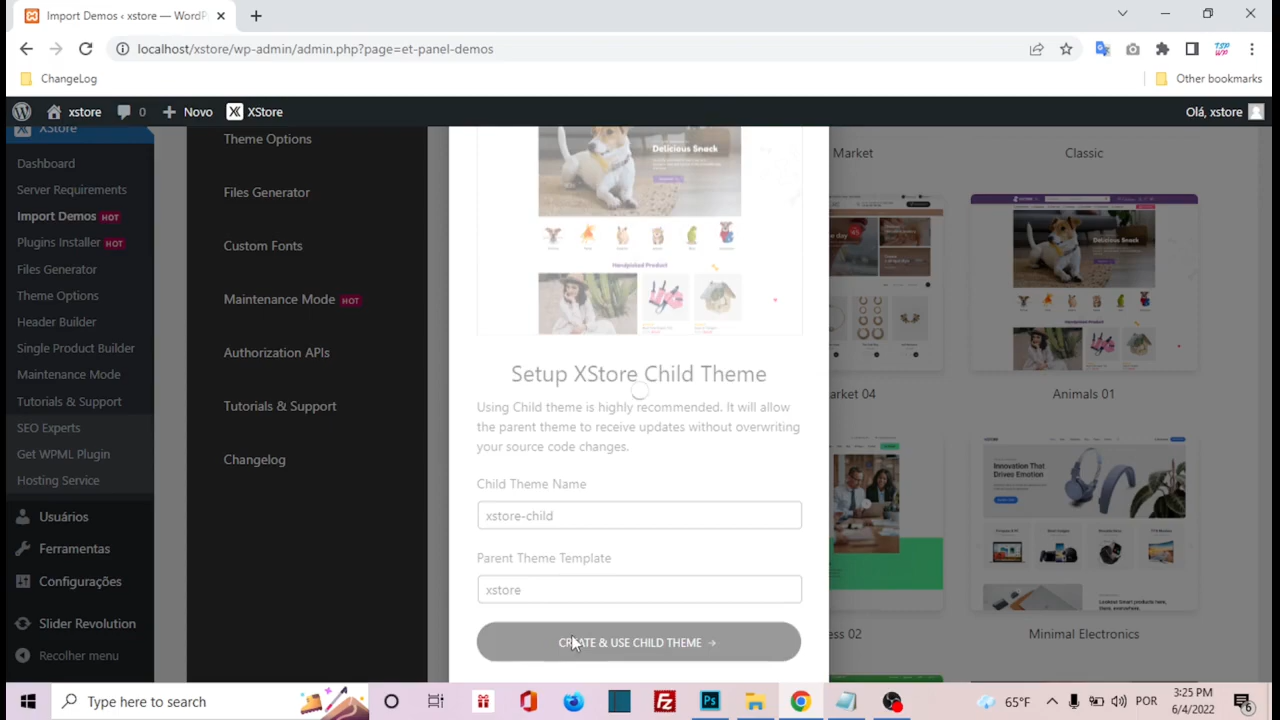 Import Demos ‹ xstore — WordP
localhost/xstore/wp-admin/admin.php?page=et-panel-demos
ChangeLog
Other bookmarks
xstore
0
Novo
XStore
Olá, xstore
XStore
Dashboard
Server Requirements
Import Demos HOT
Plugins Installer HOT
Files Generator
Theme Options
Header Builder
Single Product Builder
Maintenance Mode
Tutorials & Support
SEO Experts
Get WPML Plugin
Hosting Service
Usuários
Ferramentas
Configurações
Slider Revolution
Recolher menu
Theme Options
Files Generator
Custom Fonts
Maintenance Mode HOT
Authorization APIs
Tutorials & Support
Changelog
Delicious Snack
Handpicked Product
Setup XStore Child Theme
Using Child theme is highly recommended. It will allow
the parent theme to receive updates without overwriting
your source code changes.
Child Theme Name
xstore-child
Parent Theme Template
xstore
CREATE & USE CHILD THEME →
Market
Classic
Delicious Snack
arket 04
Animals 01
Innovation That
Drives Emotion
ess 02
Minimal Electronics
Type here to search
65°F
POR
3:25 PM
6/4/2022
6